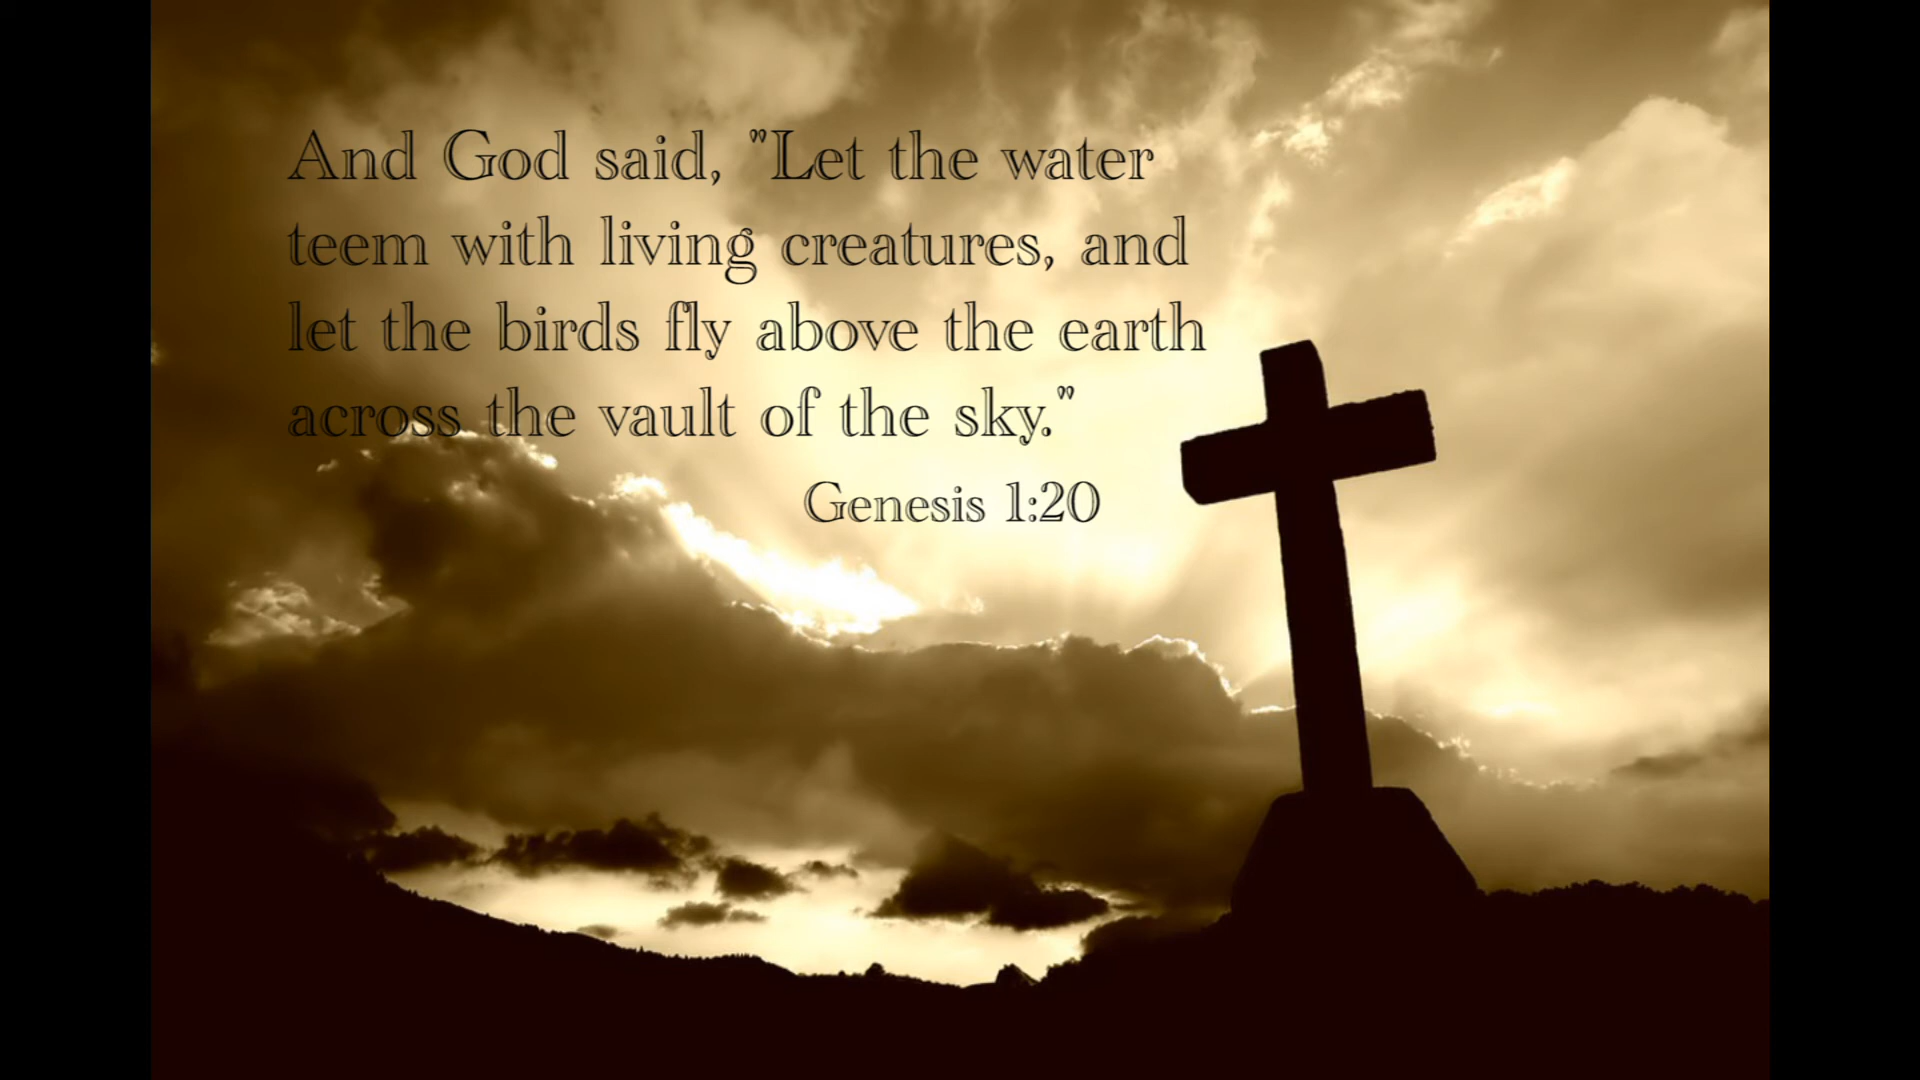 And God said, "Let the water
teem with living creatures, and
let the birds fly above the earth
across the vault of the sky."
Genesis 1:20